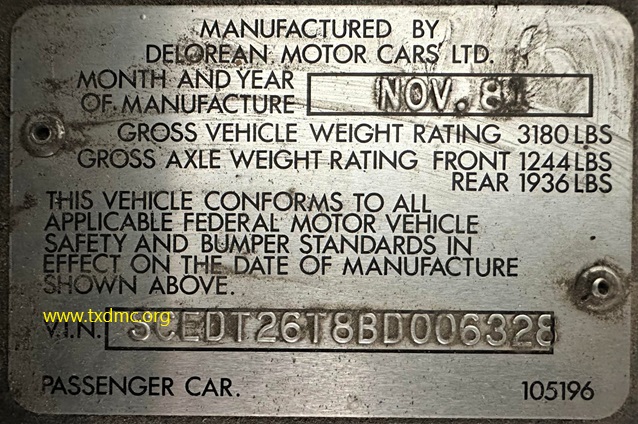 MANUFACTURED BY
DELOREAN MOTOR CARS' LTD.
MONTH AND YEAR
OF MANUFACTURE NOV. 81
GROSS VEHICLE WEIGHT RATING 3180 LBS
GROSS AXLE WEIGHT RATING FRONT 1244 LBS
REAR 1936 LBS
THIS VEHICLE CONFORMS TO ALL
APPLICABLE FEDERAL MOTOR VEHICLE
SAFETY AND BUMPER STANDARDS IN
EFFECT ON THE DATE OF MANUFACTURE
SHOWN ABOVE.
www.txdmc.org
V.I.N. SCEDT26T8BD006328
PASSENGER CAR. 105196